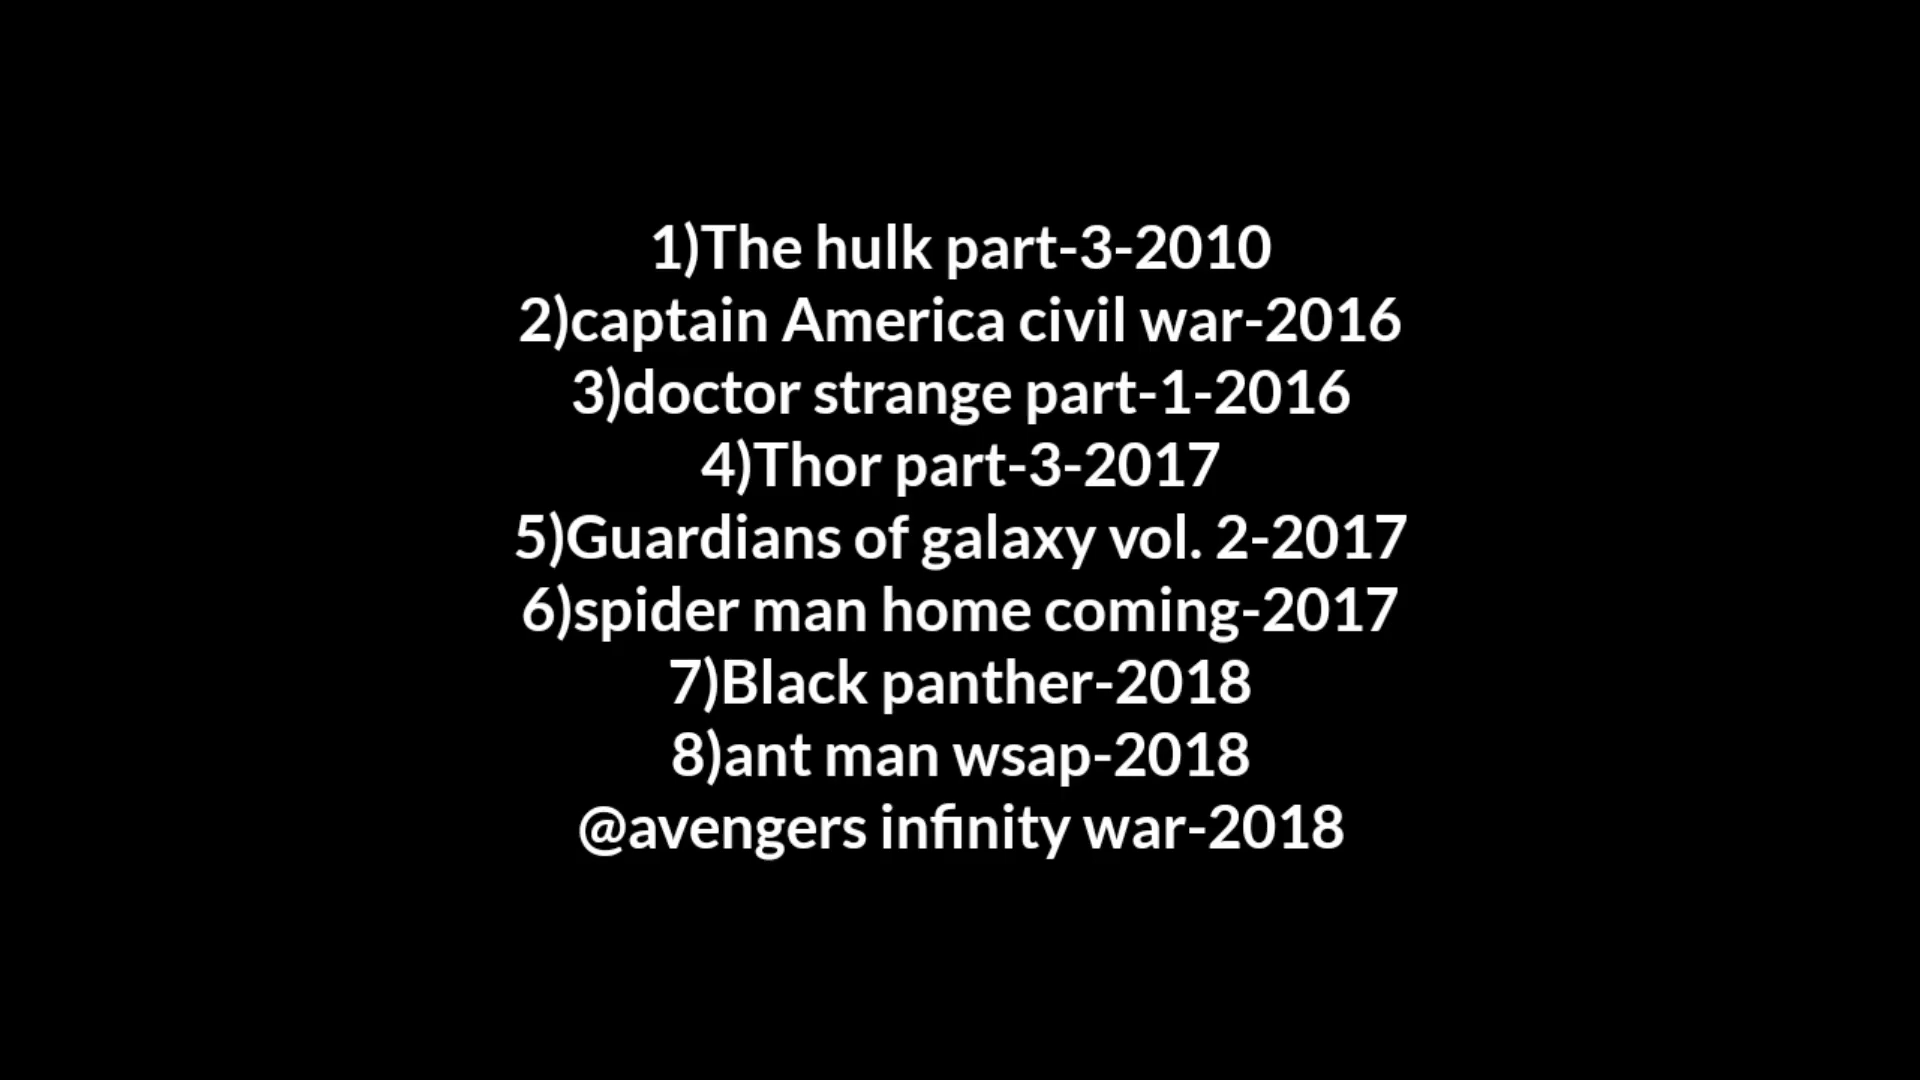 1)The hulk part-3-2010
2)captain America civil war-2016
3)doctor strange part-1-2016
4)Thor part-3-2017
5)Guardians of galaxy vol. 2-2017
6)spider man home coming-2017
7)Black panther-2018
8)ant man wsap-2018
@avengers infinity war-2018